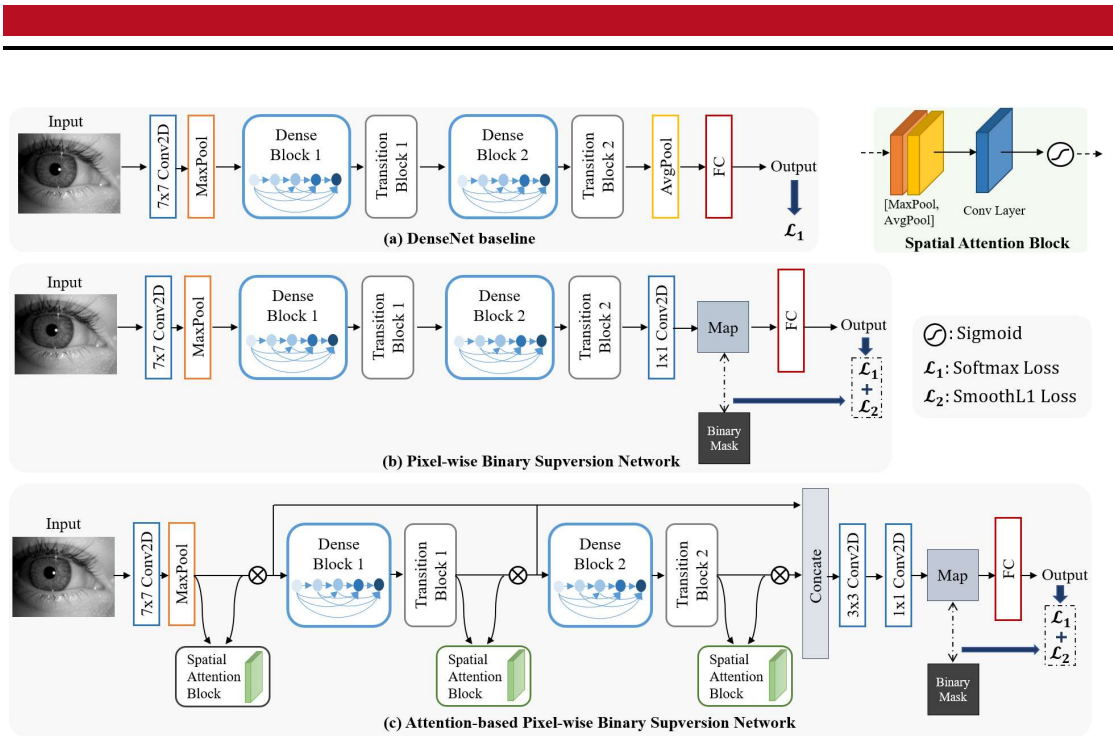 Input
7x7 Conv2D
MaxPool
Dense
Block 1
Transition
Block 1
Dense
Block 2
Transition
Block 2
AvgPool
FC
Output
ℒ₁
(a) DenseNet baseline
[MaxPool,
AvgPool]
Conv Layer
Spatial Attention Block
Input
7x7 Conv2D
MaxPool
Dense
Block 1
Transition
Block 1
Dense
Block 2
Transition
Block 2
1x1 Conv2D
Map
FC
Output
ℒ₁
+
ℒ₂
Binary
Mask
(b) Pixel-wise Binary Supversion Network
: Sigmoid
ℒ₁: Softmax Loss
ℒ₂: SmoothL1 Loss
Input
7x7 Conv2D
MaxPool
Dense
Block 1
Transition
Block 1
Dense
Block 2
Transition
Block 2
Concate
3x3 Conv2D
1x1 Conv2D
Map
FC
Output
ℒ₁
+
ℒ₂
Spatial
Attention
Block
Spatial
Attention
Block
Spatial
Attention
Block
Binary
Mask
(c) Attention-based Pixel-wise Binary Supversion Network